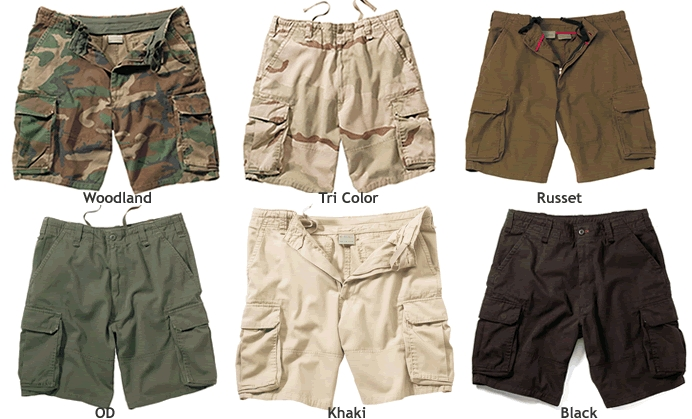 Woodland
Tri Color
Russet
OD
Khaki
Black